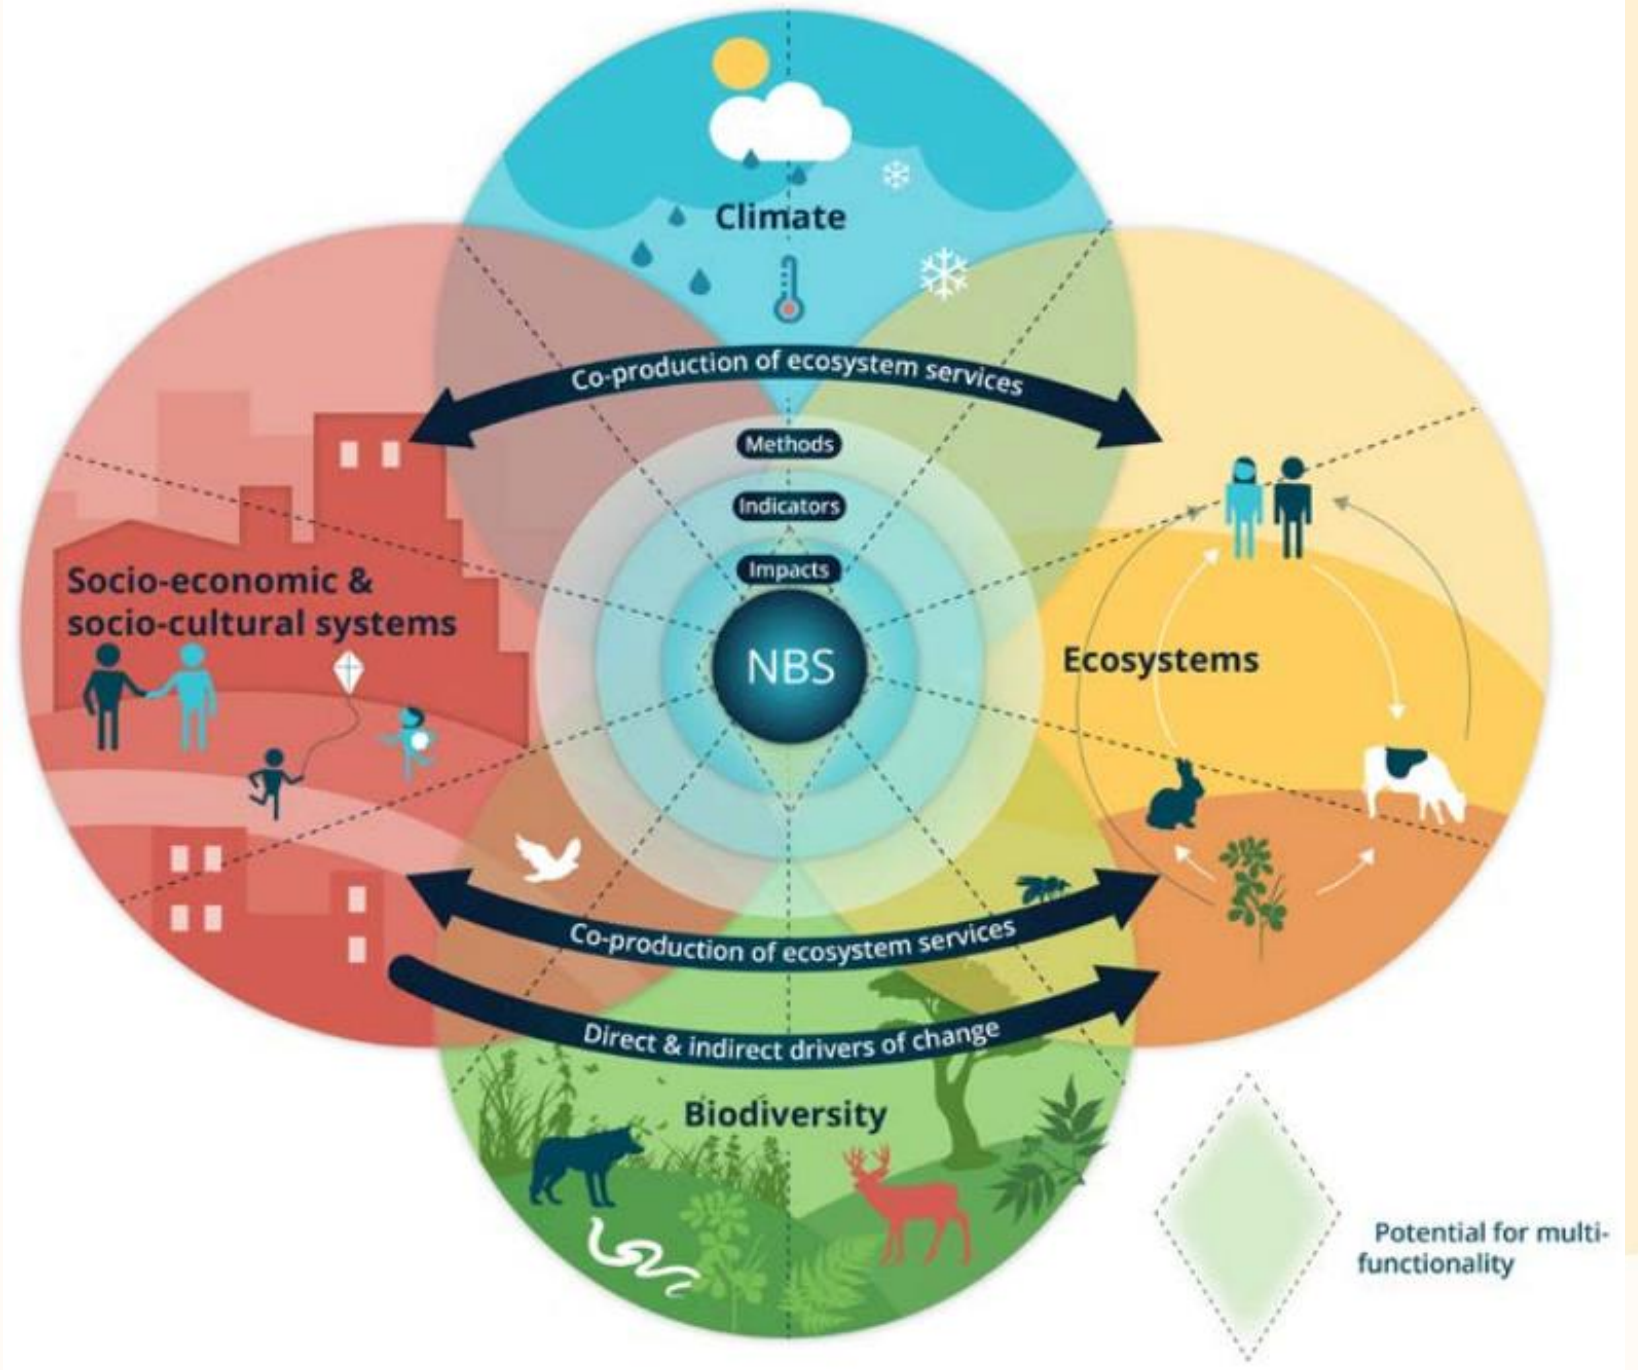 Climate
Co-production of ecosystem services
Methods
Indicators
Impacts
NBS
Socio-economic &
socio-cultural systems
Ecosystems
Co-production of ecosystem services
Direct & indirect drivers of change
Biodiversity
Potential for multi-
functionality